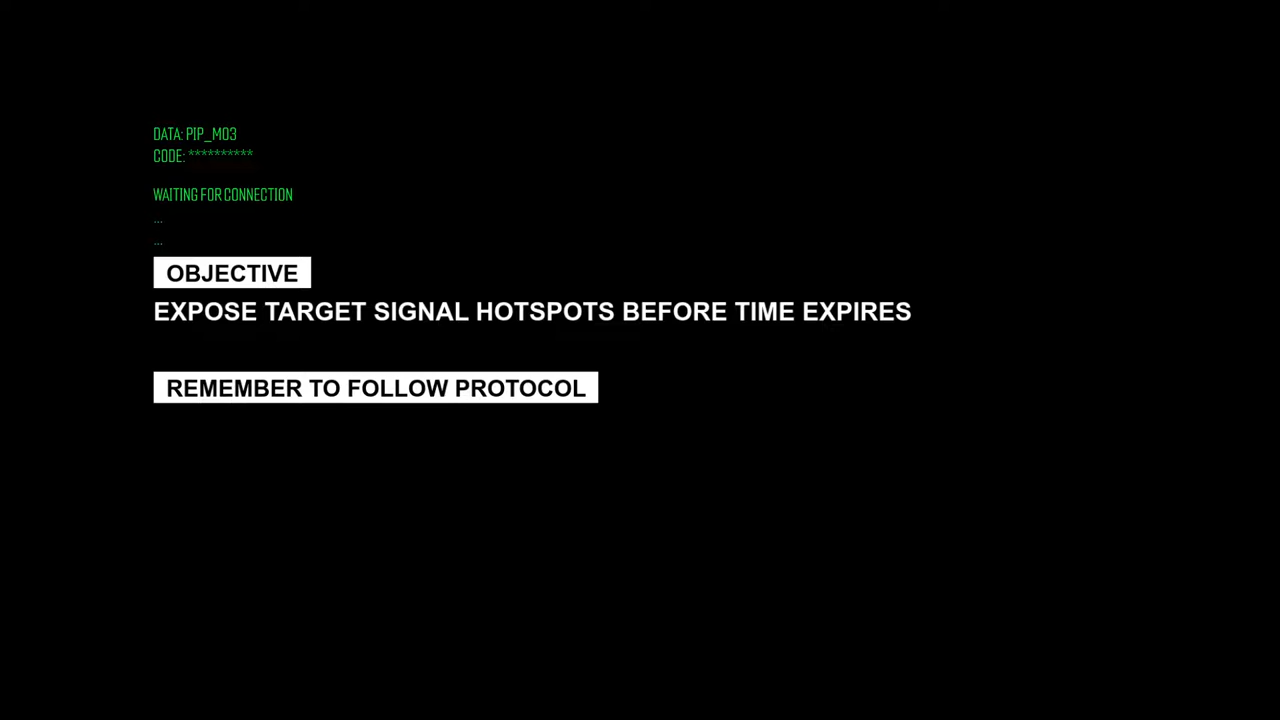 DATA: PIP_M03
CODE: **********
WAITING FOR CONNECTION
...
...
OBJECTIVE
EXPOSE TARGET SIGNAL HOTSPOTS BEFORE TIME EXPIRES
REMEMBER TO FOLLOW PROTOCOL